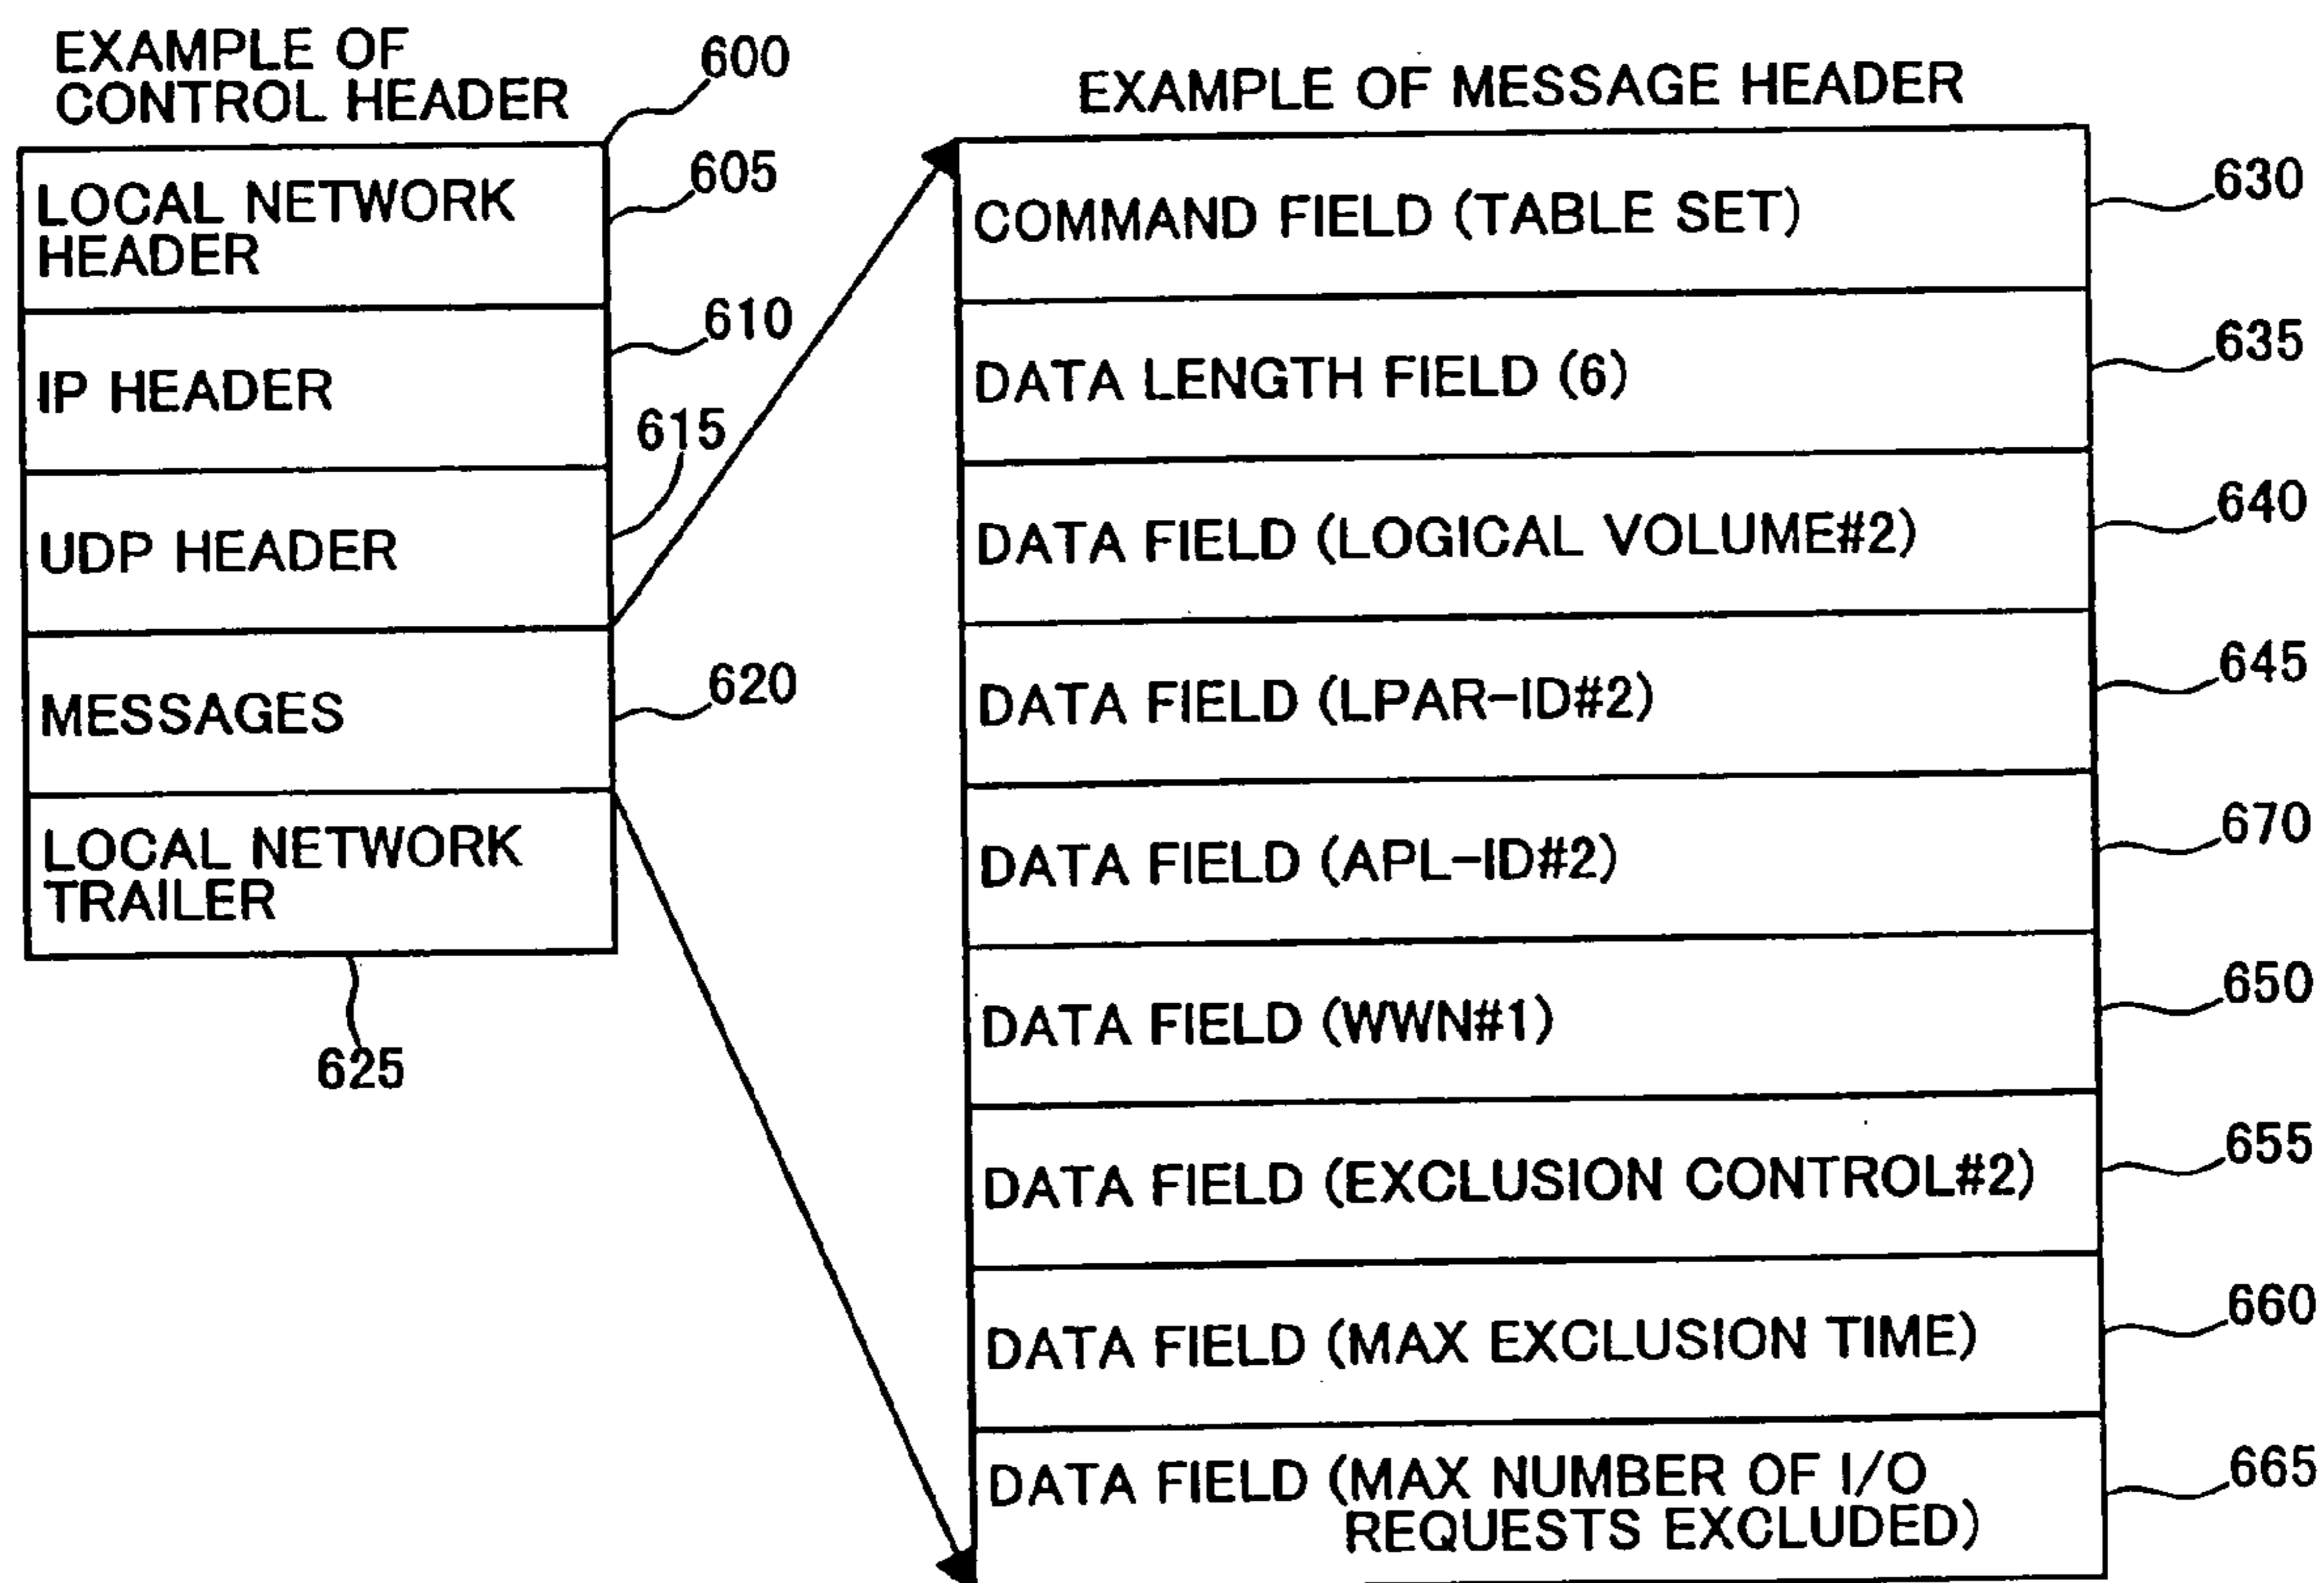 EXAMPLE OF
CONTROL HEADER
600
LOCAL NETWORK
HEADER
605
IP HEADER
610
UDP HEADER
615
MESSAGES
620
LOCAL NETWORK
TRAILER
625
EXAMPLE OF MESSAGE HEADER
COMMAND FIELD (TABLE SET)
630
DATA LENGTH FIELD (6)
635
DATA FIELD (LOGICAL VOLUME#2)
640
DATA FIELD (LPAR-ID#2)
645
DATA FIELD (APL-ID#2)
670
DATA FIELD (WWN#1)
650
DATA FIELD (EXCLUSION CONTROL#2)
655
DATA FIELD (MAX EXCLUSION TIME)
660
DATA FIELD (MAX NUMBER OF I/O
REQUESTS EXCLUDED)
665